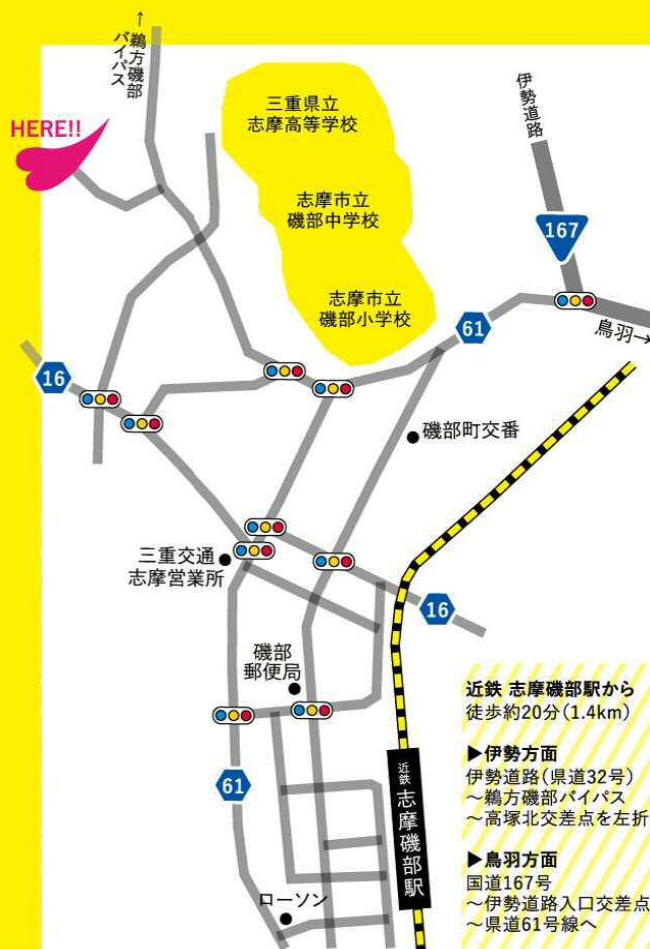 ↑
鵜方磯部
バイパス
HERE!!
三重県立
志摩高等学校
志摩市立
磯部中学校
志摩市立
磯部小学校
伊勢道路
167
鳥羽→
61
16
磯部町交番
三重交通
志摩営業所
16
磯部
郵便局
61
近鉄 志摩磯部駅
ローソン
近鉄 志摩磯部駅から
徒歩約20分(1.4km)
▶伊勢方面
伊勢道路(県道32号)
～鵜方磯部バイパス
～高塚北交差点を左折
▶鳥羽方面
国道167号
～伊勢道路入口交差点
～県道61号線へ